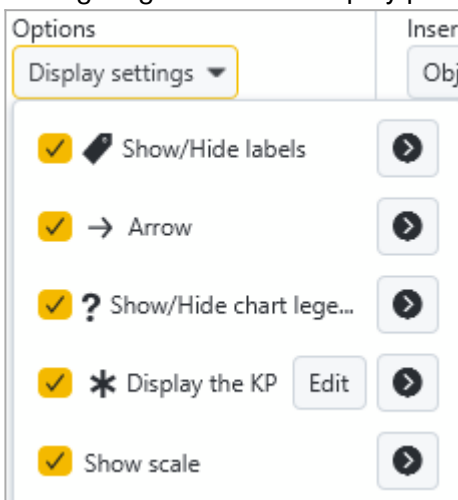 Options
Display settings
Show/Hide labels
Arrow
Show/Hide chart lege...
Display the KP Edit
Show scale